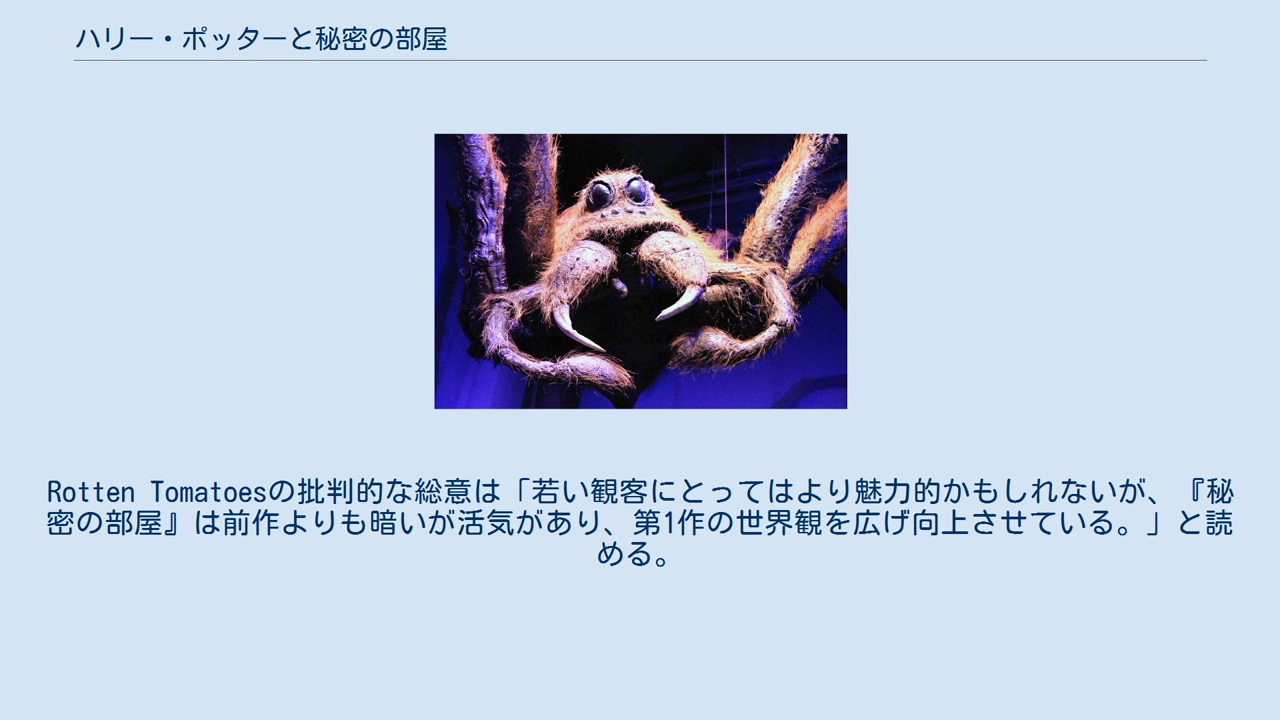 ハリー・ポッターと秘密の部屋
Rotten Tomatoesの批判的な総意は「若い観客にとってはより魅力的かもしれないが、『秘
密の部屋』は前作よりも暗いが活気があり、第1作の世界観を広げ向上させている。」と読
める。